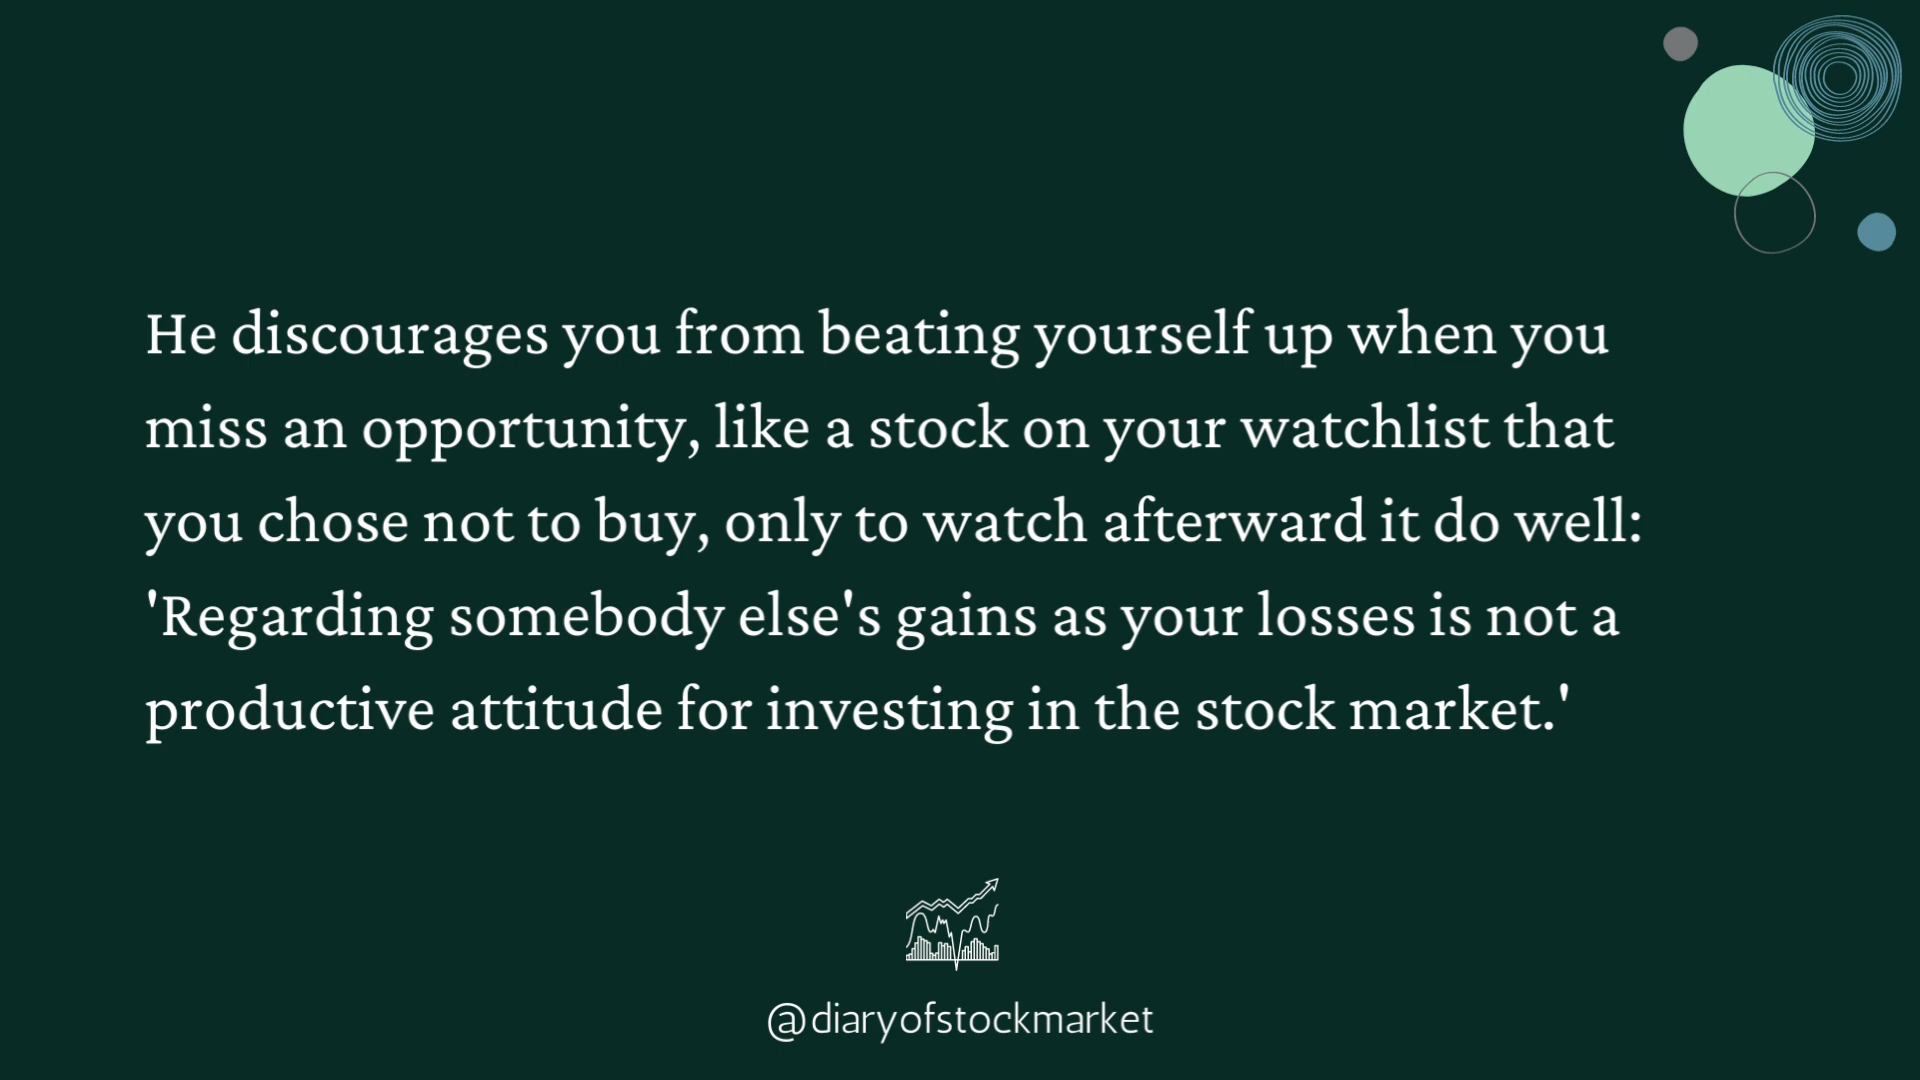 He discourages you from beating yourself up when you
miss an opportunity, like a stock on your watchlist that
you chose not to buy, only to watch afterward it do well:
'Regarding somebody else's gains as your losses is not a
productive attitude for investing in the stock market.'
@diaryofstockmarket